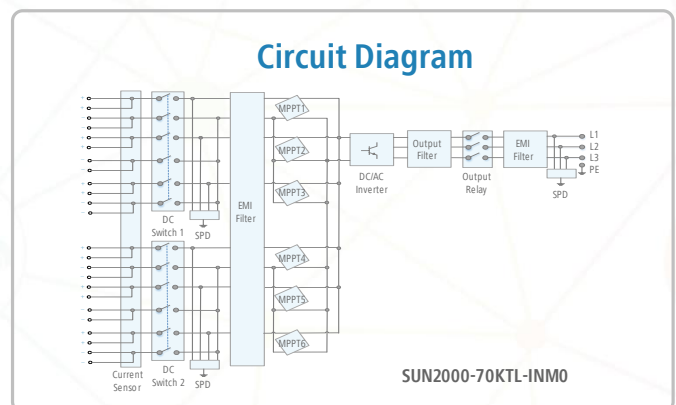 Circuit Diagram
MPPT1
MPPT2
MPPT3
EMI
Filter
DC
Switch 1
SPD
MPPT4
MPPT5
MPPT6
Current
Sensor
DC
Switch 2
SPD
DC/AC
Inverter
Output
Filter
Output
Relay
EMI
Filter
L1
L2
L3
PE
SPD
SUN2000-70KTL-INM0